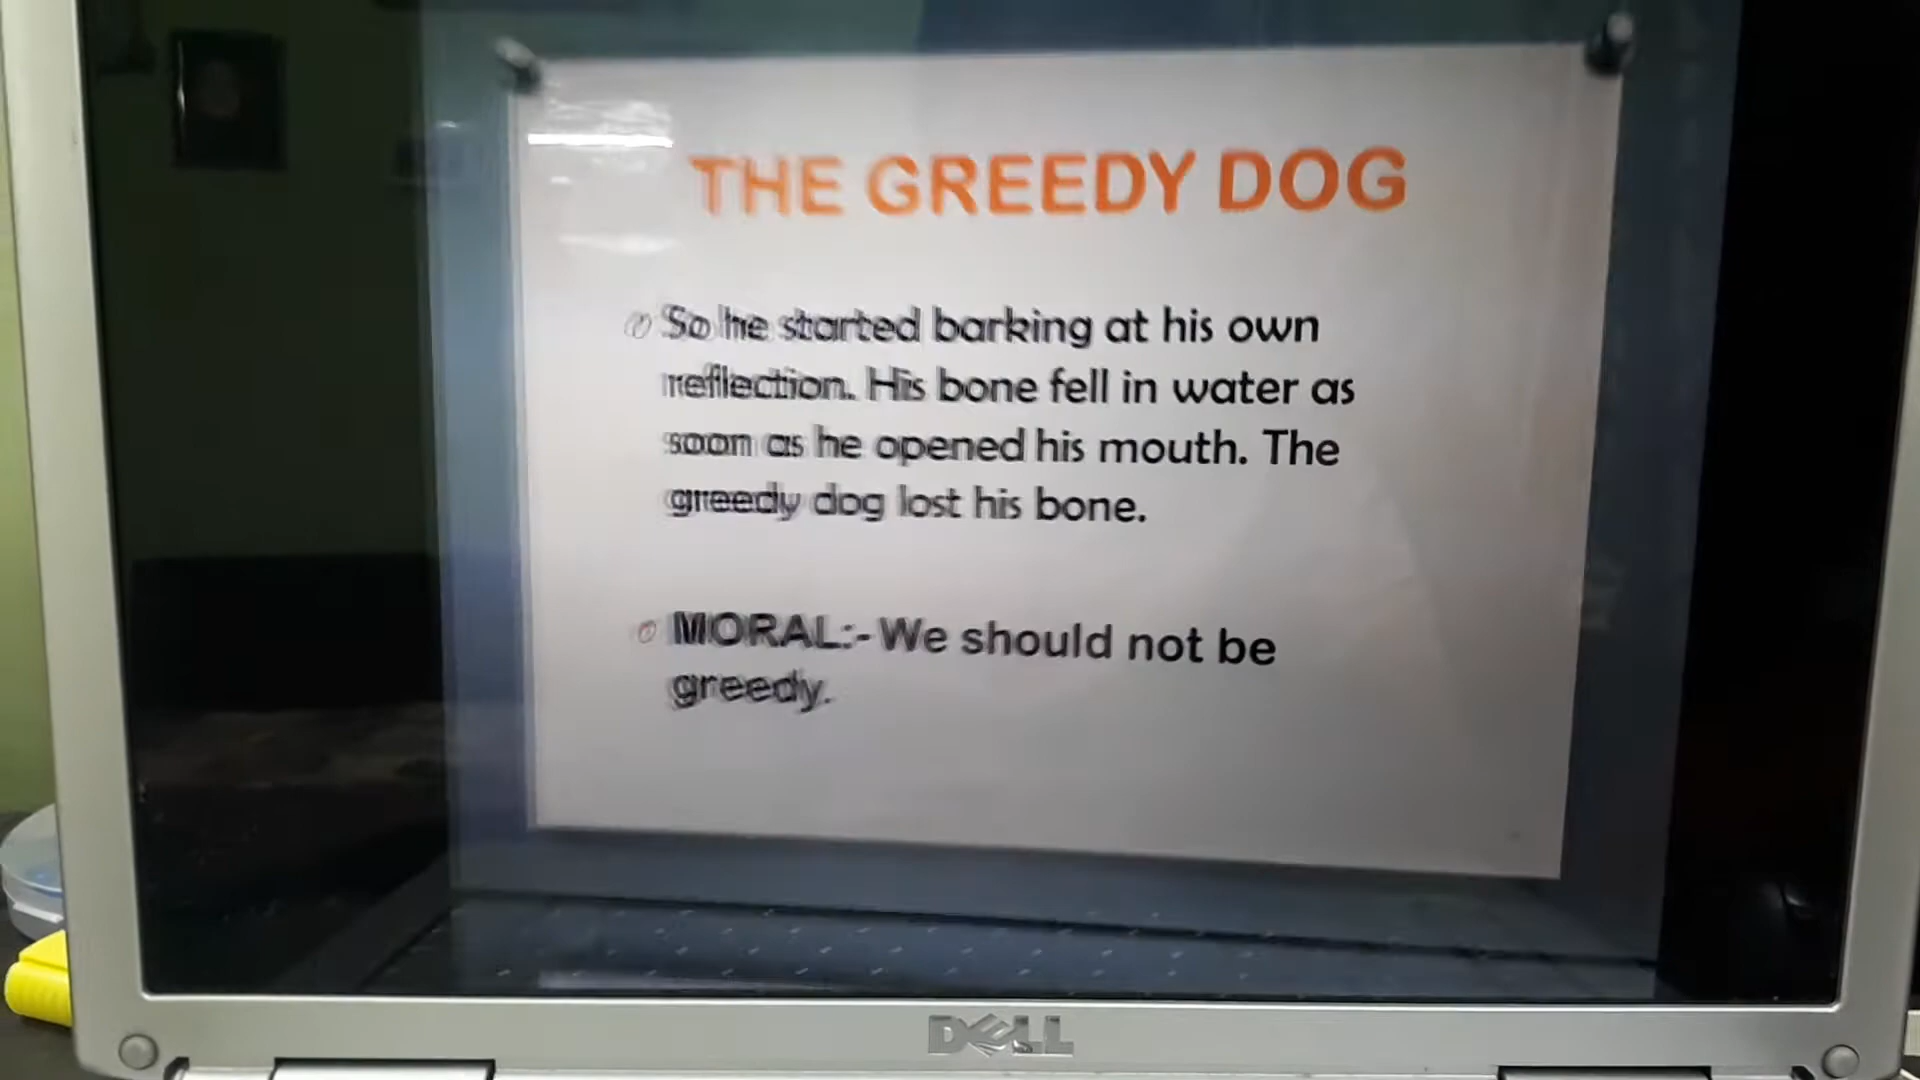 THE GREEDY DOG
So he started barking at his own
reflection. His bone fell in water as
soon as he opened his mouth. The
greedy dog lost his bone.
MORAL:- We should not be
greedy.
DELL